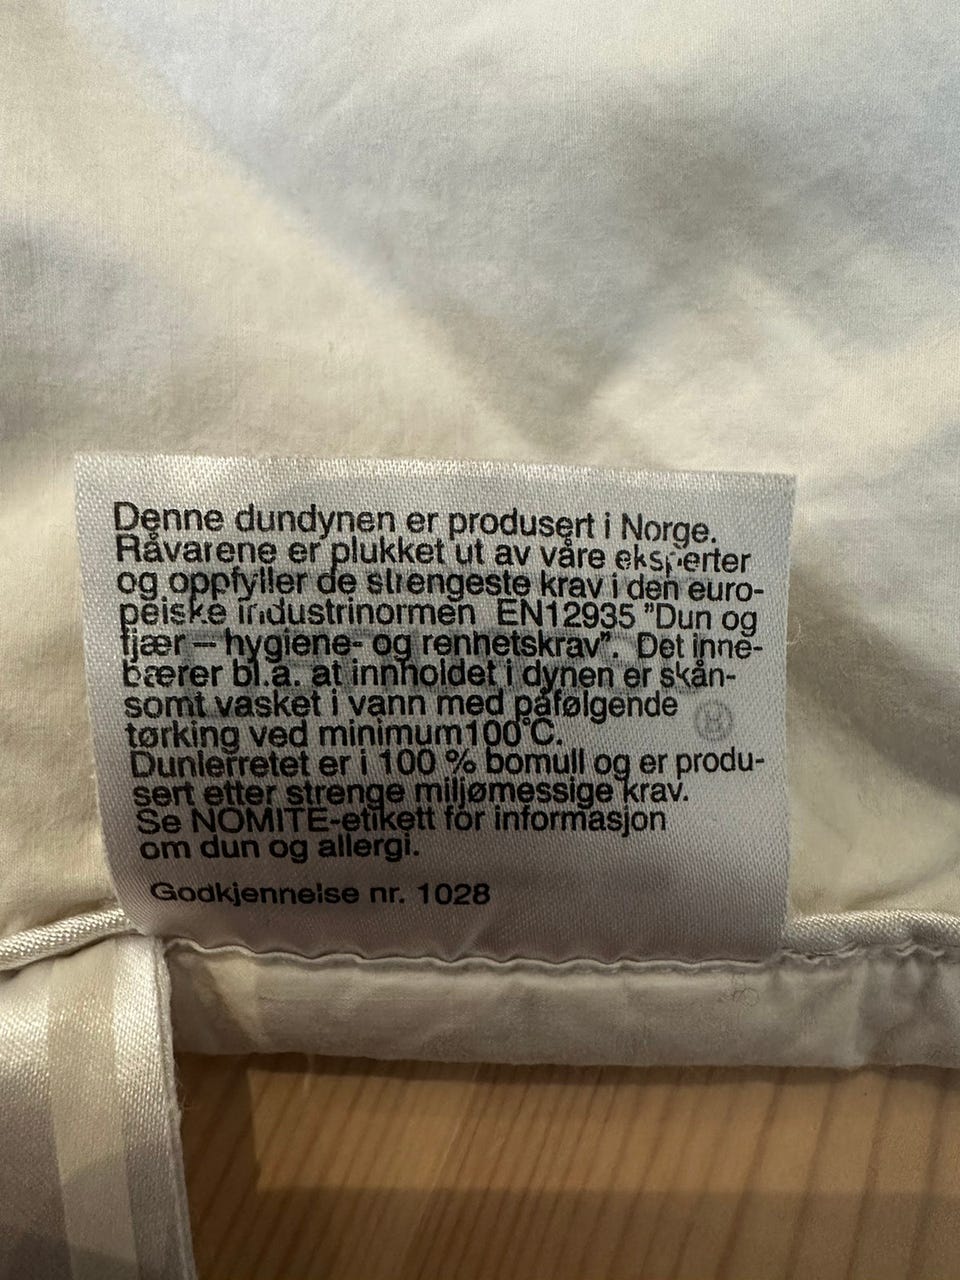 Denne dundynen er produsert i Norge.
Råvarene er plukket ut av våre eksperter
og oppfyller de strengeste krav i den euro-
peiske industrinormen EN12935 "Dun og
fjær – hygiene- og renhetskrav". Det inne-
bærer bl.a. at innholdet i dynen er skån-
somt vasket i vann med påfølgende
tørking ved minimum100°C.
Dunlerretet er i 100 % bomull og er produ-
sert etter strenge miljømessige krav.
Se NOMITE-etikett for informasjon
om dun og allergi.
Godkjennelse nr. 1028